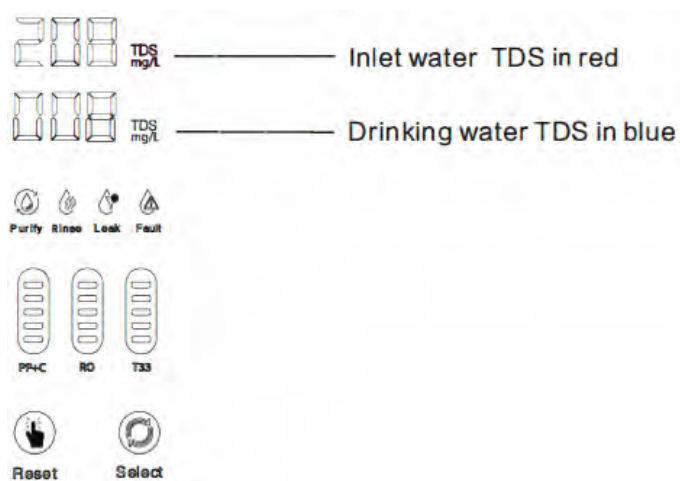 208 TDS mg/L Inlet water TDS in red
008 TDS mg/L Drinking water TDS in blue
Purify Rinse Leak Fault
PP+C RO T33
Reset Select